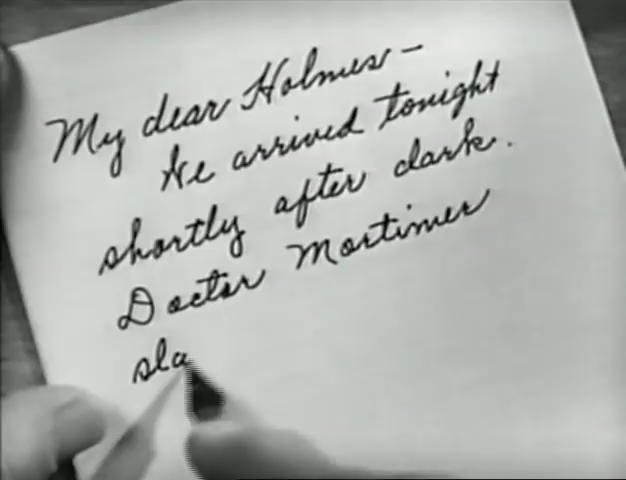 My dear Holmes —
We arrived tonight
shortly after dark.
Doctor Mortimer
sla